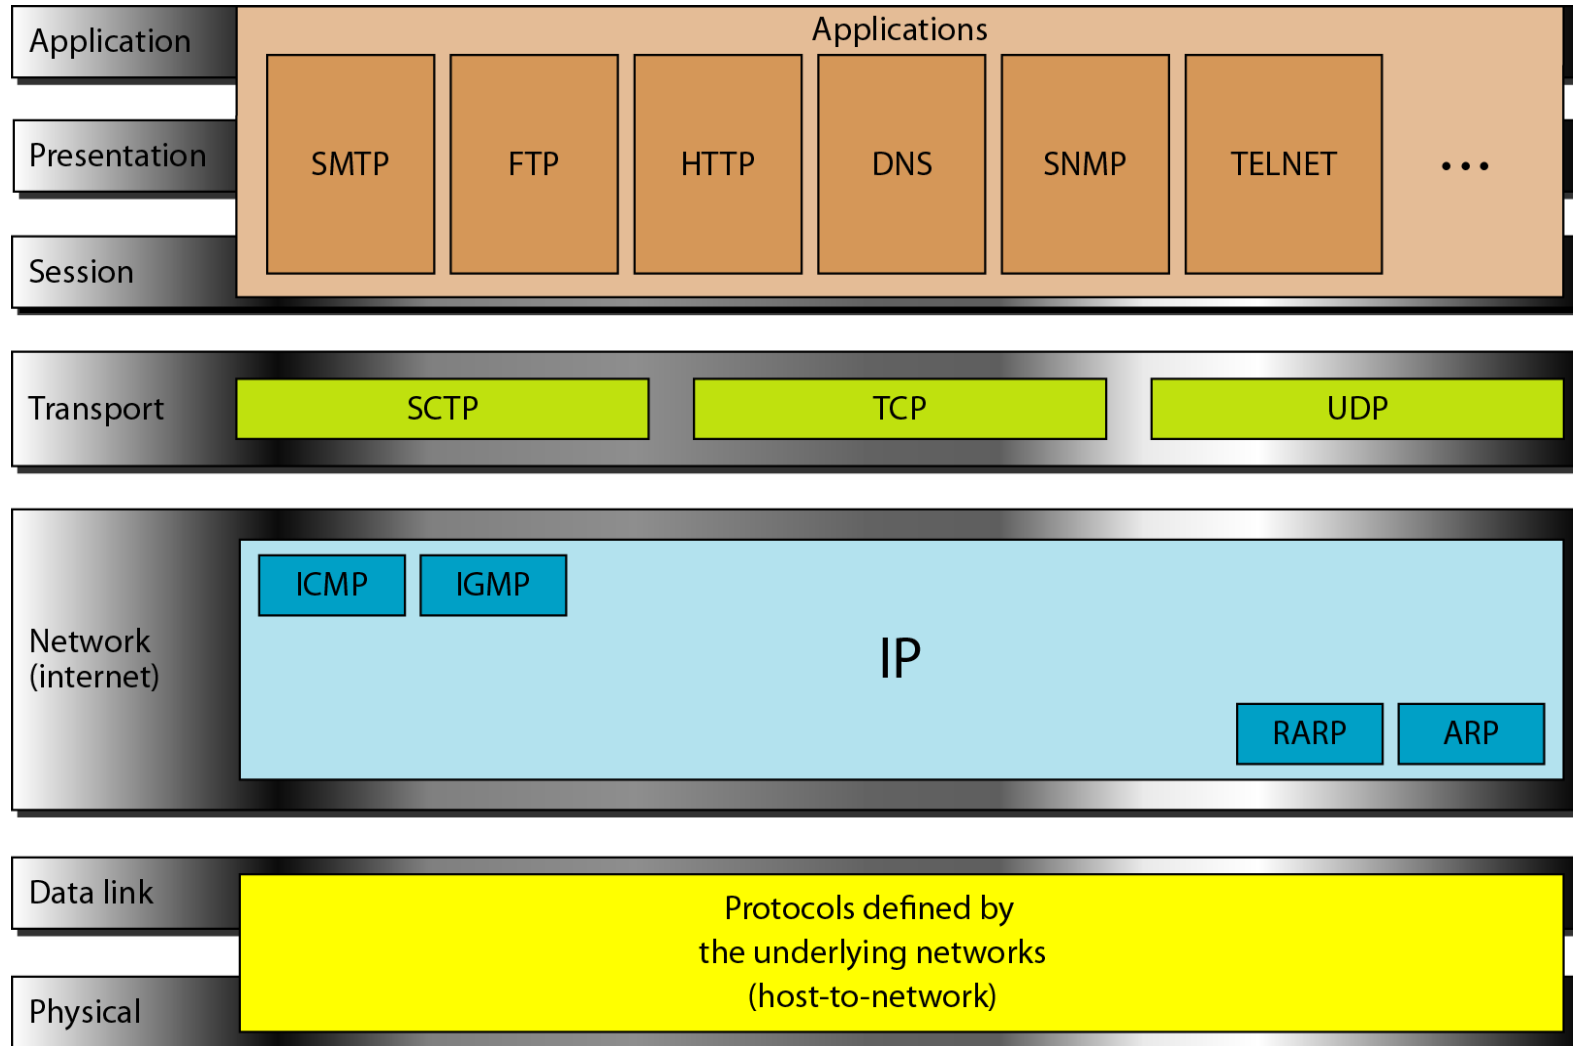 Application
Applications
Presentation
SMTP
FTP
HTTP
DNS
SNMP
TELNET
...
Session
Transport
SCTP
TCP
UDP
Network
(internet)
ICMP
IGMP
IP
RARP
ARP
Data link
Protocols defined by
the underlying networks
(host-to-network)
Physical